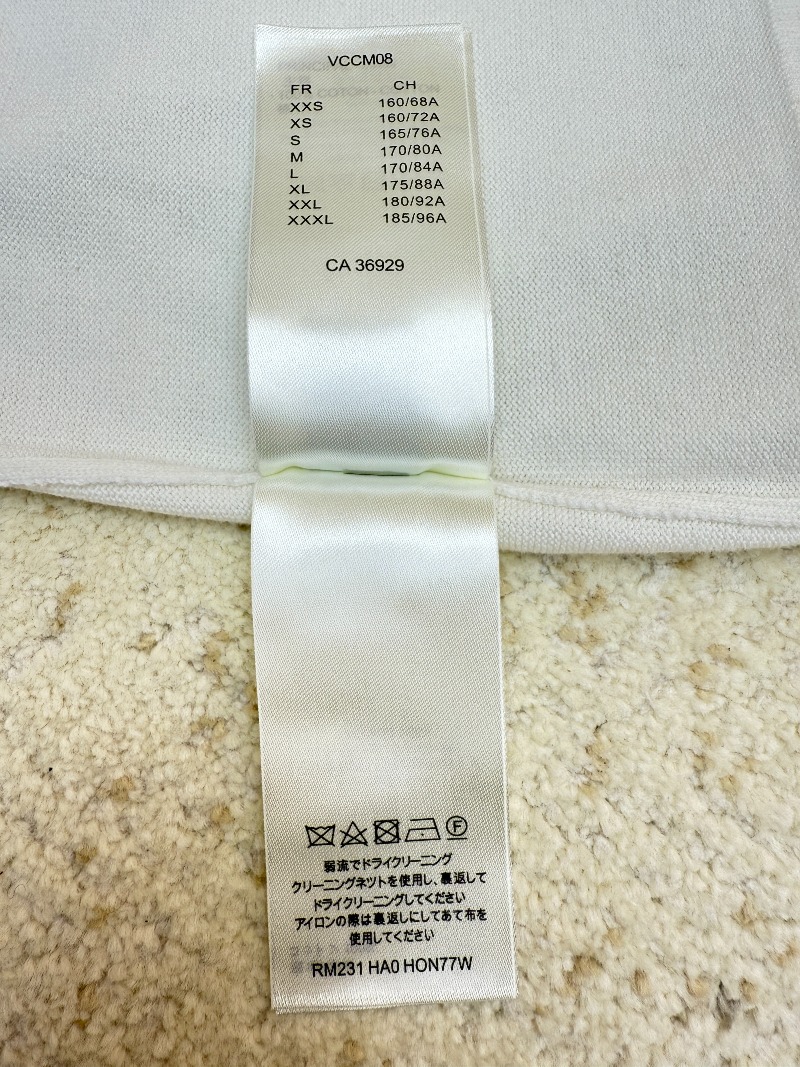 VCCM08
FR CH
XXS 160/68A
XS 160/72A
S 165/76A
M 170/80A
L 170/84A
XL 175/88A
XXL 180/92A
XXXL 185/96A
CA 36929
F
弱流でドライクリーニング
クリーニングネットを使用し、裏返して
ドライクリーニングしてください
アイロンの際は裏返しにしてあて布を
使用してください
RM231 HA0 HON77W